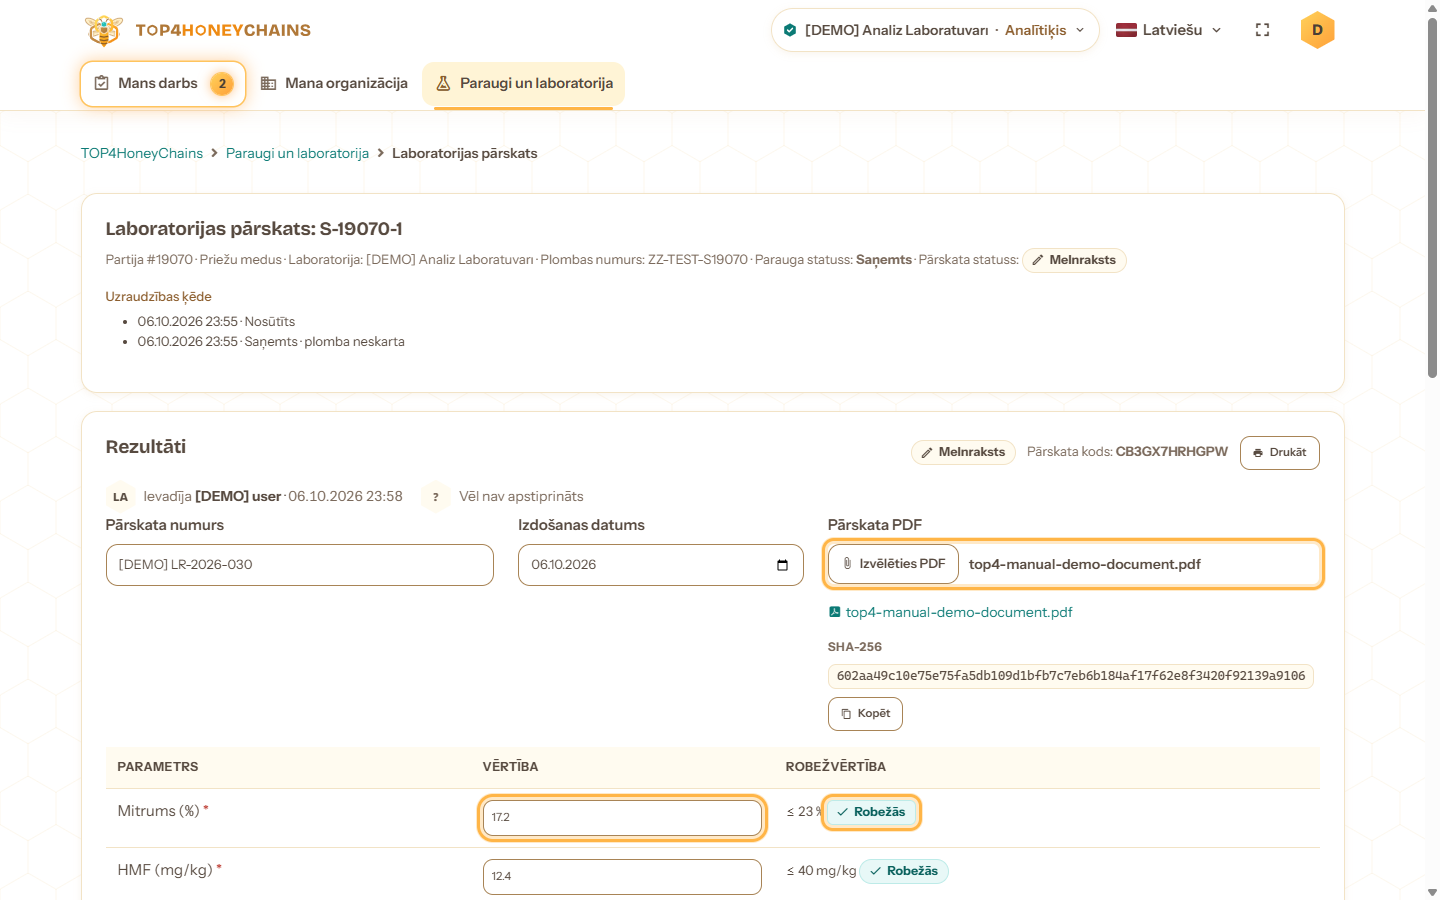 TOP4HONEYCHAINS
[DEMO] Analiz Laboratuvarı · Analītiķis
Latviešu
D
Mans darbs 2
Mana organizācija
Paraugi un laboratorija
TOP4HoneyChains > Paraugi un laboratorija > Laboratorijas pārskats
Laboratorijas pārskats: S-19070-1
Partija #19070 · Priežu medus · Laboratorija: [DEMO] Analiz Laboratuvarı · Plombas numurs: ZZ-TEST-S19070 · Parauga statuss: Saņemts · Pārskata statuss: Melnraksts
Uzraudzības ķēde
• 06.10.2026 23:55 · Nosūtīts
• 06.10.2026 23:55 · Saņemts · plomba neskarta
Rezultāti
Melnraksts
Pārskata kods: CB3GX7HRHGPW
Drukāt
LA Ievadīja [DEMO] user · 06.10.2026 23:58
? Vēl nav apstiprināts
Pārskata numurs
Izdošanas datums
Pārskata PDF
[DEMO] LR-2026-030
06.10.2026
Izvēlēties PDF top4-manual-demo-document.pdf
top4-manual-demo-document.pdf
SHA-256
602aa49c10e75e75fa5db109d1bfb7c7eb6b184af17f62e8f3420f92139a9106
Kopēt
PARAMETRS VĒRTĪBA ROBEŽVĒRTĪBA
Mitrums (%) * 17.2 ≤ 23 % Robežās
HMF (mg/kg) * 12.4 ≤ 40 mg/kg Robežās